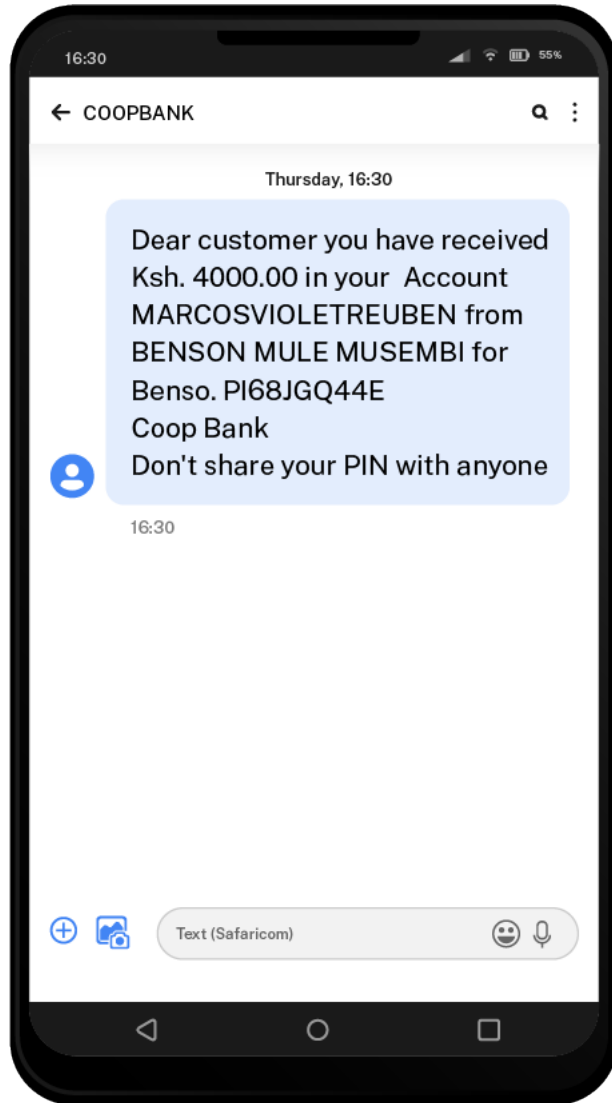 16:30
55%
COOPBANK
Thursday, 16:30
Dear customer you have received
Ksh. 4000.00 in your Account
MARCOSVIOLETREUBEN from
BENSON MULE MUSEMBI for
Benso. PI68JGQ44E
Coop Bank
Don't share your PIN with anyone
16:30
Text (Safaricom)